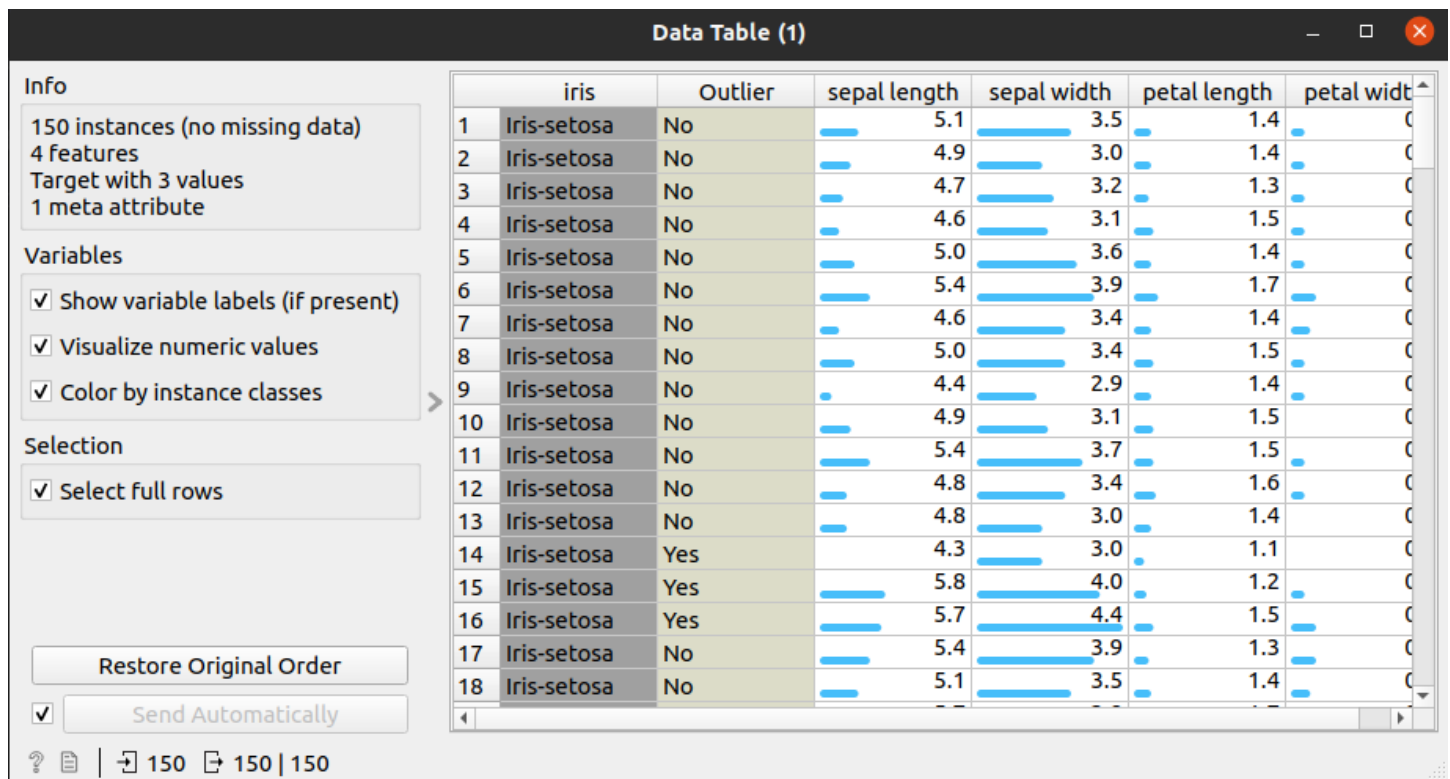 Data Table (1)
Info
150 instances (no missing data)
4 features
Target with 3 values
1 meta attribute
Variables
Show variable labels (if present)
Visualize numeric values
Color by instance classes
Selection
Select full rows
Restore Original Order
Send Automatically
150 150 | 150
iris Outlier sepal length sepal width petal length petal widt
1 Iris-setosa No 5.1 3.5 1.4
2 Iris-setosa No 4.9 3.0 1.4
3 Iris-setosa No 4.7 3.2 1.3
4 Iris-setosa No 4.6 3.1 1.5
5 Iris-setosa No 5.0 3.6 1.4
6 Iris-setosa No 5.4 3.9 1.7
7 Iris-setosa No 4.6 3.4 1.4
8 Iris-setosa No 5.0 3.4 1.5
9 Iris-setosa No 4.4 2.9 1.4
10 Iris-setosa No 4.9 3.1 1.5
11 Iris-setosa No 5.4 3.7 1.5
12 Iris-setosa No 4.8 3.4 1.6
13 Iris-setosa No 4.8 3.0 1.4
14 Iris-setosa Yes 4.3 3.0 1.1
15 Iris-setosa Yes 5.8 4.0 1.2
16 Iris-setosa Yes 5.7 4.4 1.5
17 Iris-setosa No 5.4 3.9 1.3
18 Iris-setosa No 5.1 3.5 1.4